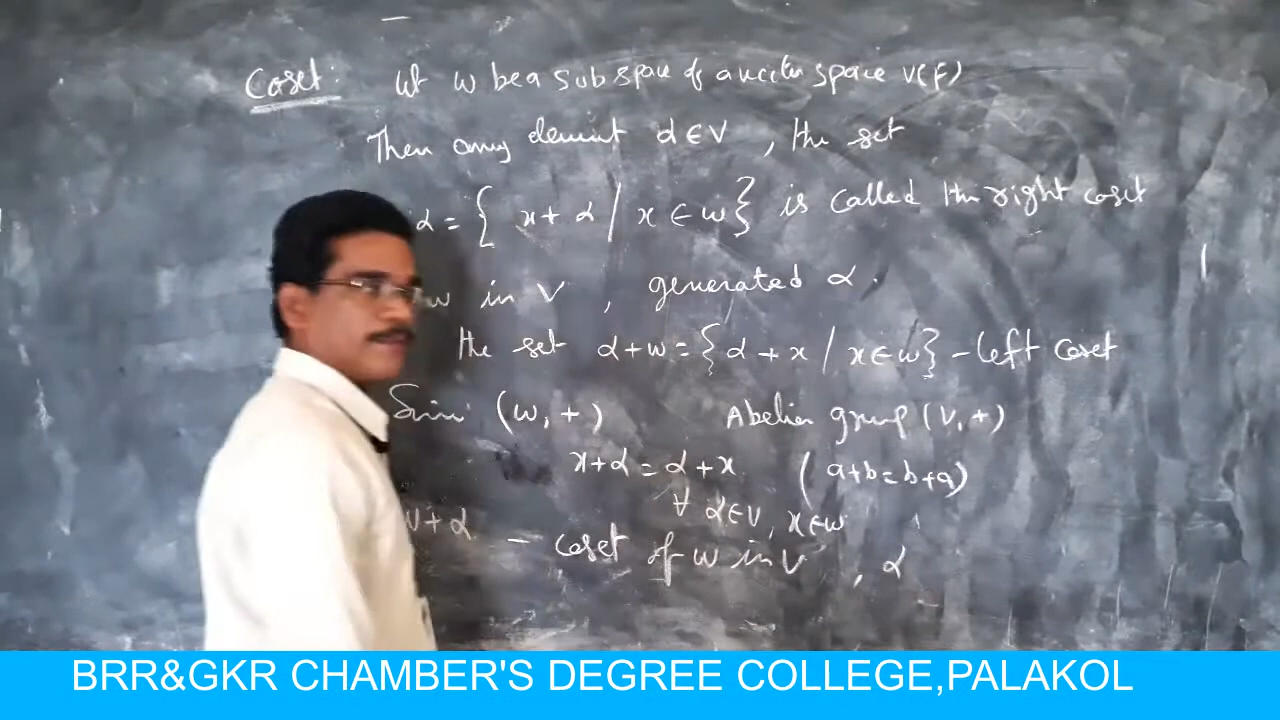 Coset: Let W be a subspace of a vector space V(F)
Then any element α ∈ V, the set
α = { x + α / x ∈ W } is called the right coset
W in V, generated α.
the set α + W = { α + x / x ∈ W } - left coset
(W, +) Abelian group (V, +)
x + α = α + x (a+b=b+a)
∀ α ∈ V, x ∈ W
W + α - coset of W in V, α
BRR&GKR CHAMBER'S DEGREE COLLEGE,PALAKOL